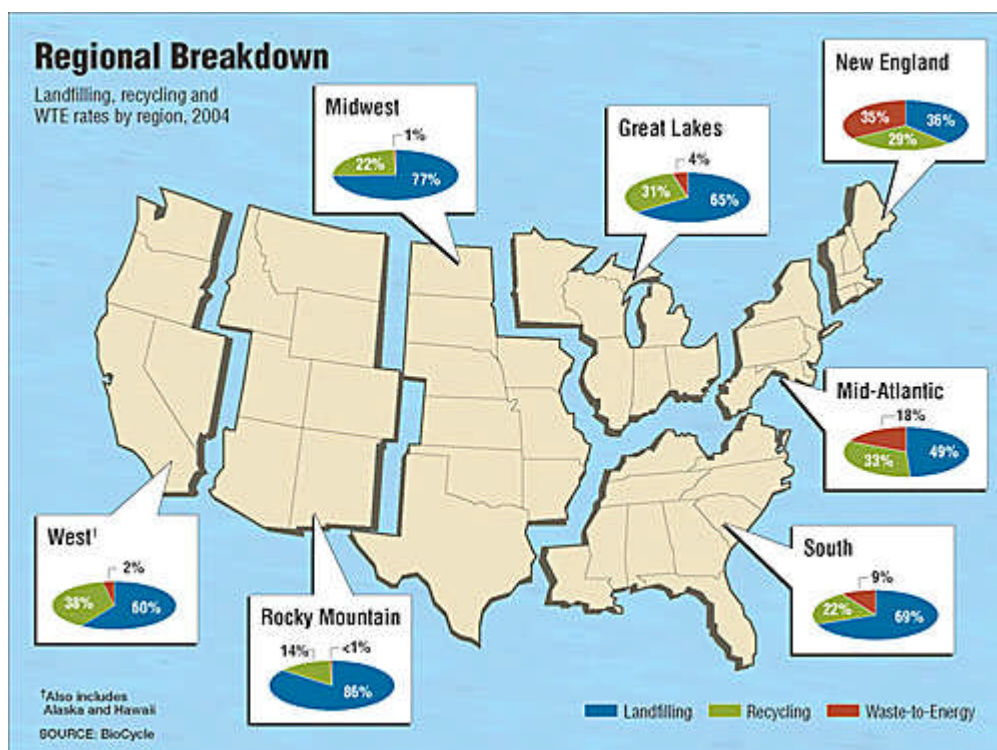 Regional Breakdown
Landfilling, recycling and
WTE rates by region, 2004
New England
35%
36%
29%
Midwest
1%
22%
77%
Great Lakes
4%
31%
65%
Mid-Atlantic
18%
33%
49%
West†
2%
38%
60%
Rocky Mountain
14%
<1%
86%
South
9%
22%
69%
†Also includes
Alaska and Hawaii
SOURCE: BioCycle
Landfilling
Recycling
Waste-to-Energy